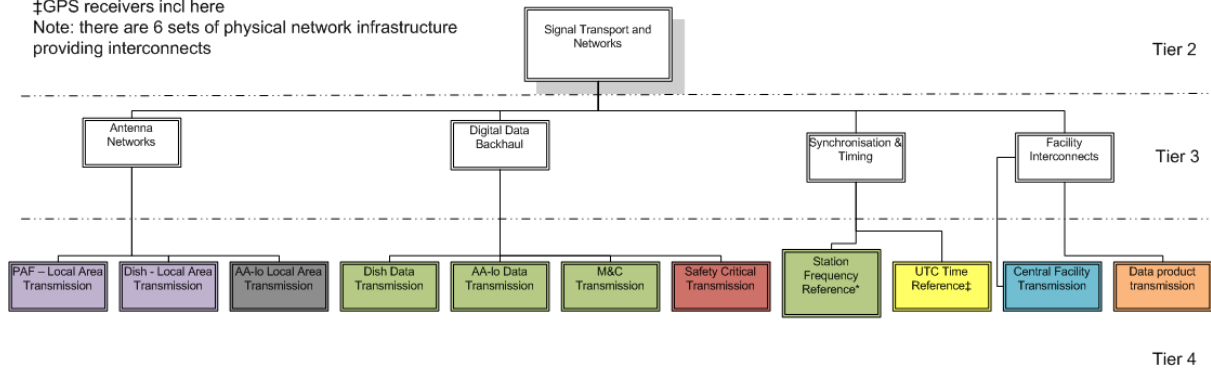 ‡GPS receivers incl here
Note: there are 6 sets of physical network infrastructure
providing interconnects
Signal Transport and
Networks
Tier 2
Antenna
Networks
Digital Data
Backhaul
Synchronisation &
Timing
Facility
Interconnects
Tier 3
PAF – Local Area
Transmission
Dish - Local Area
Transmission
AA-lo Local Area
Transmission
Dish Data
Transmission
AA-lo Data
Transmission
M&C
Transmission
Safety Critical
Transmission
Station
Frequency
Reference*
UTC Time
Reference‡
Central Facility
Transmission
Data product
transmission
Tier 4